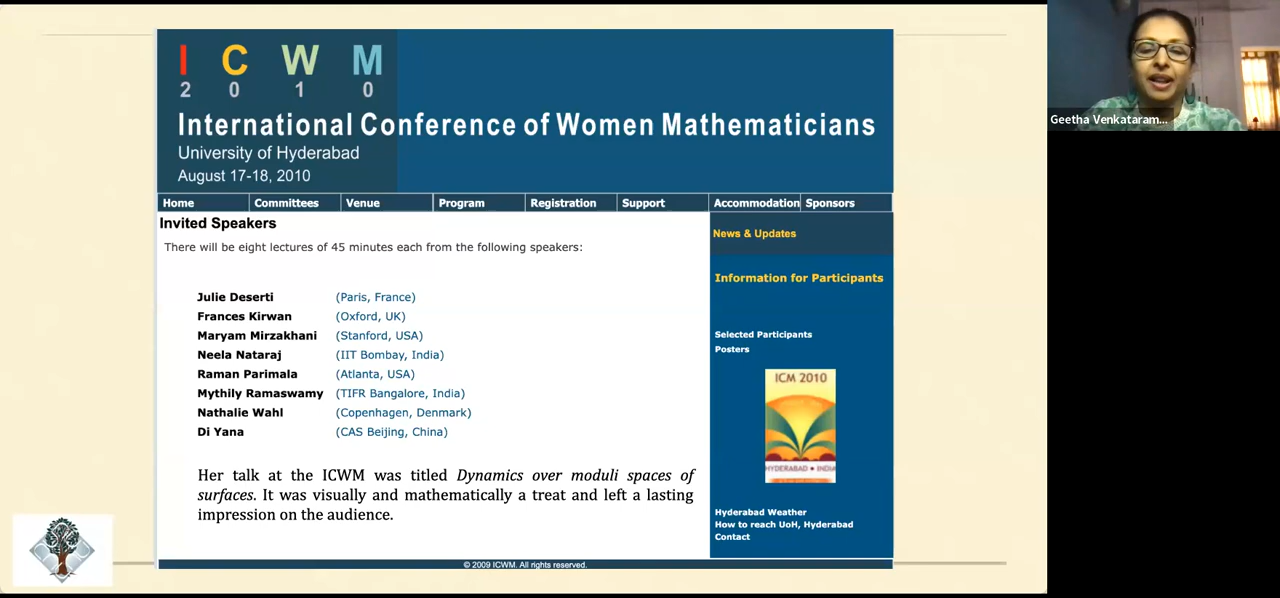 I C W M
2 0 1 0
International Conference of Women Mathematicians
University of Hyderabad
August 17-18, 2010
Home Committees Venue Program Registration Support Accommodation Sponsors
Invited Speakers
There will be eight lectures of 45 minutes each from the following speakers:
Julie Deserti (Paris, France)
Frances Kirwan (Oxford, UK)
Maryam Mirzakhani (Stanford, USA)
Neela Nataraj (IIT Bombay, India)
Raman Parimala (Atlanta, USA)
Mythily Ramaswamy (TIFR Bangalore, India)
Nathalie Wahl (Copenhagen, Denmark)
Di Yana (CAS Beijing, China)
Her talk at the ICWM was titled Dynamics over moduli spaces of
surfaces. It was visually and mathematically a treat and left a lasting
impression on the audience.
News & Updates
Information for Participants
Selected Participants
Posters
ICM 2010
HYDERABAD • INDIA
Hyderabad Weather
How to reach UoH, Hyderabad
Contact
© 2009 ICWM. All rights reserved.
Geetha Venkataram...